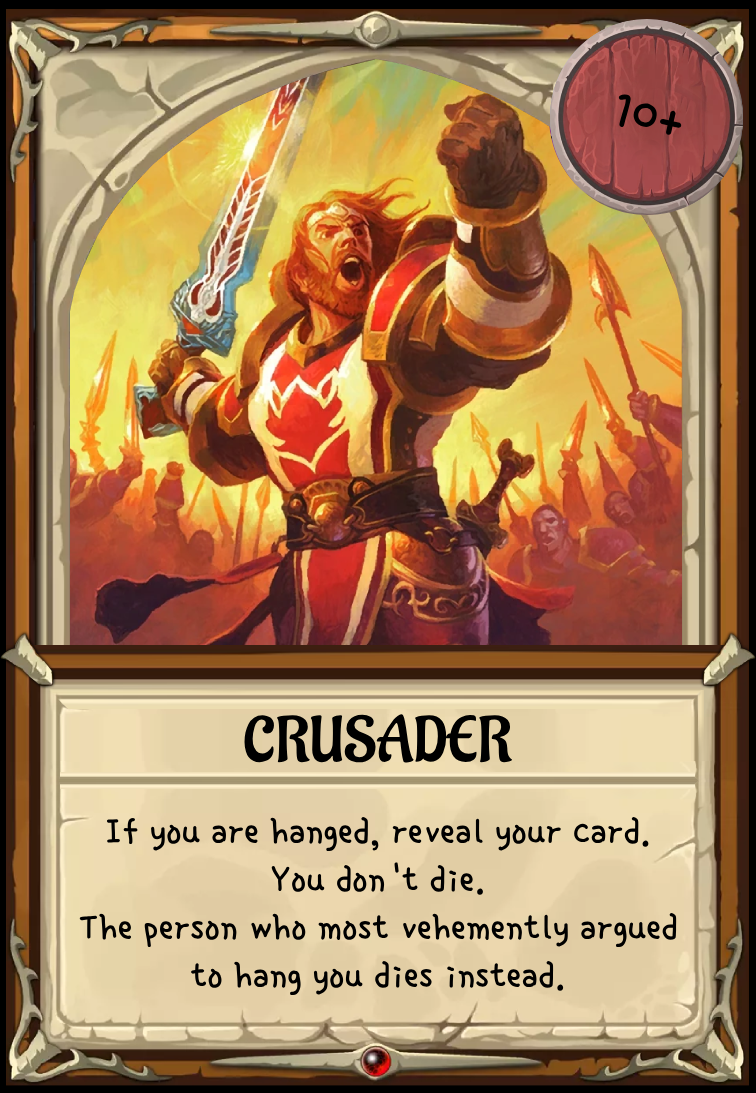 10+
CRUSADER
If you are hanged, reveal your card.
You don't die.
The person who most vehemently argued
to hang you dies instead.